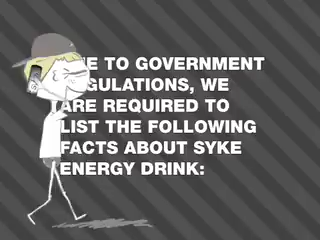 TO GOVERNMENT
WE
ARE REQUIRED TO
LIST THE FOLLOWING
FACTS ABOUT SYKE
ENERGY DRINK: